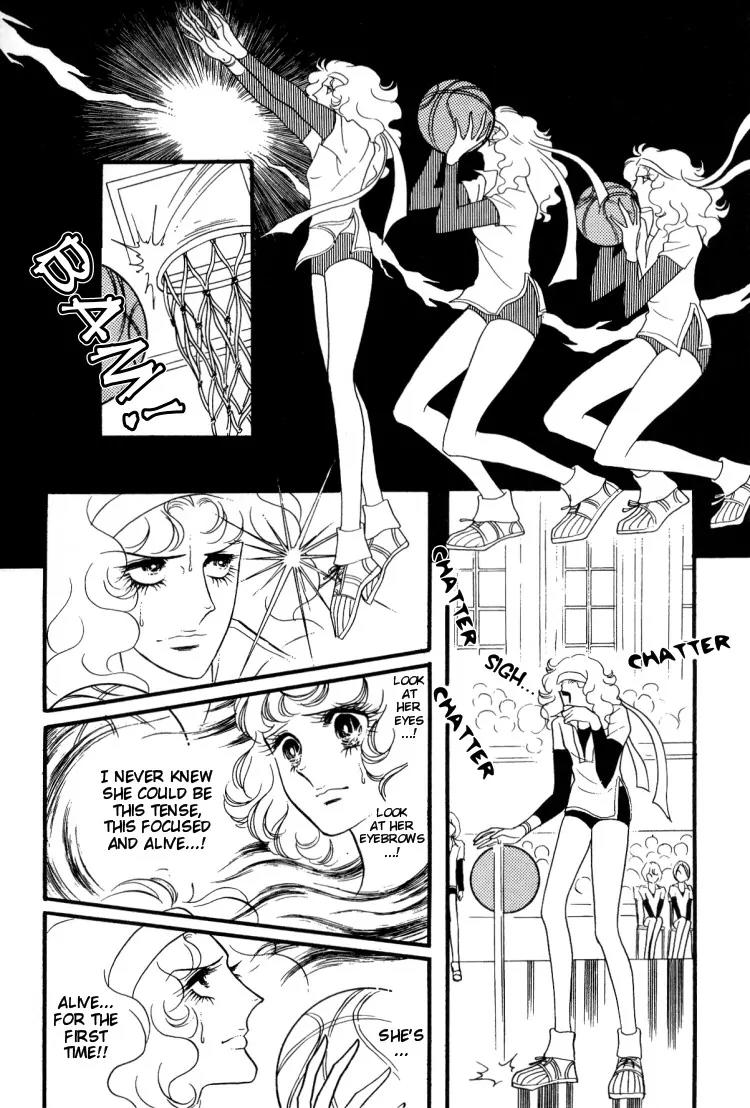 BAM!
CHATTER
CHATTER
SIGH...
CHATTER
LOOK
AT
HER
EYES
...!
I NEVER KNEW
SHE COULD BE
THIS TENSE,
THIS FOCUSED
AND ALIVE...!
LOOK
AT HER
EYEBROWS
...!
SHE'S
...
ALIVE...
FOR THE
FIRST
TIME!!